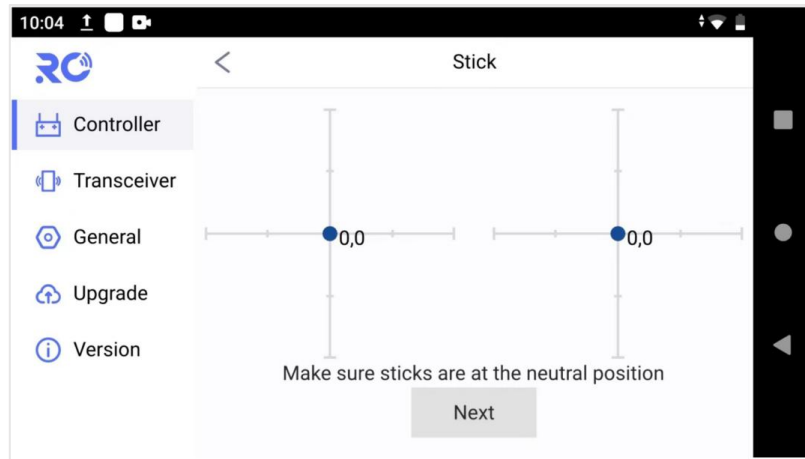 10:04
RC
Stick
Controller
Transceiver
General
Upgrade
Version
0,0
0,0
Make sure sticks are at the neutral position
Next